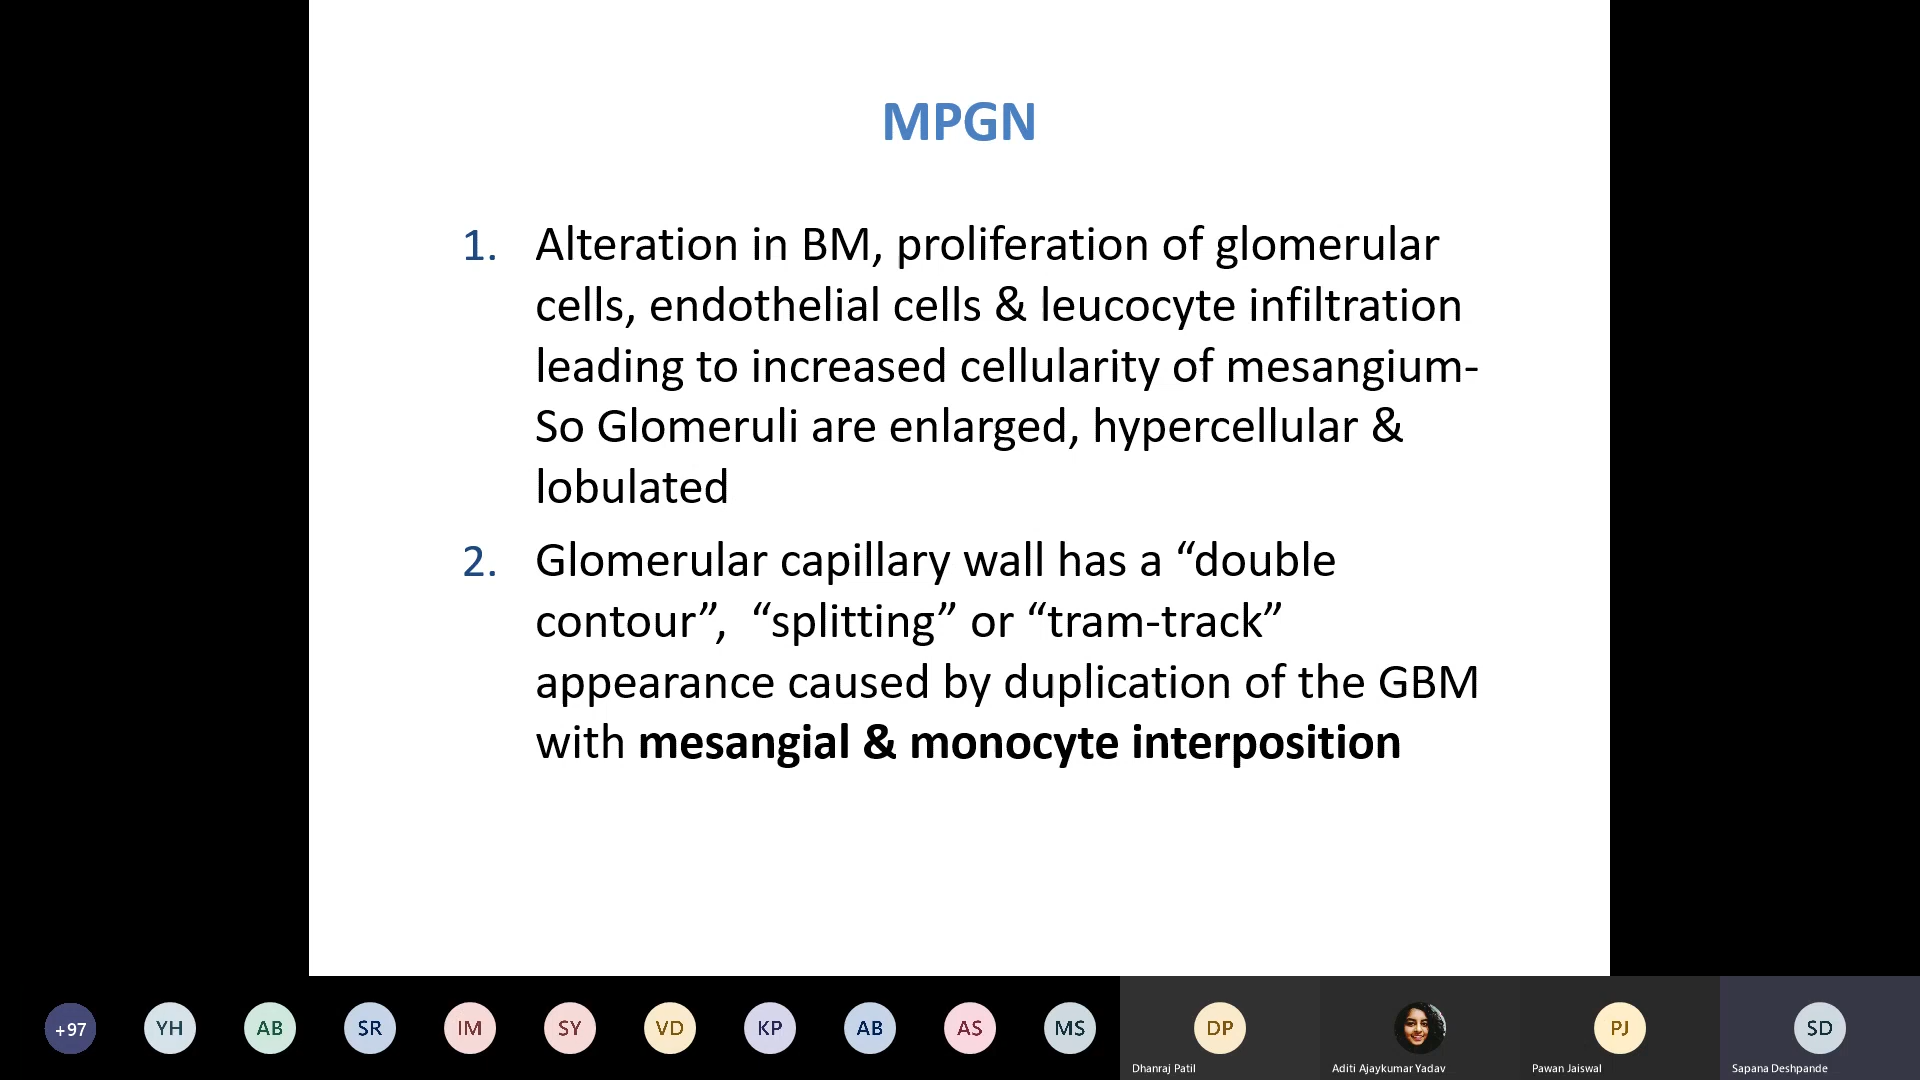 MPGN
1. Alteration in BM, proliferation of glomerular
cells, endothelial cells & leucocyte infiltration
leading to increased cellularity of mesangium-
So Glomeruli are enlarged, hypercellular &
lobulated
2. Glomerular capillary wall has a “double
contour”,  “splitting” or “tram-track”
appearance caused by duplication of the GBM
with mesangial & monocyte interposition
+97 YH AB SR IM SY VD KP AB AS MS DP PJ SD
Dhanraj Patil Aditi Ajaykumar Yadav Pawan Jaiswal Sapana Deshpande